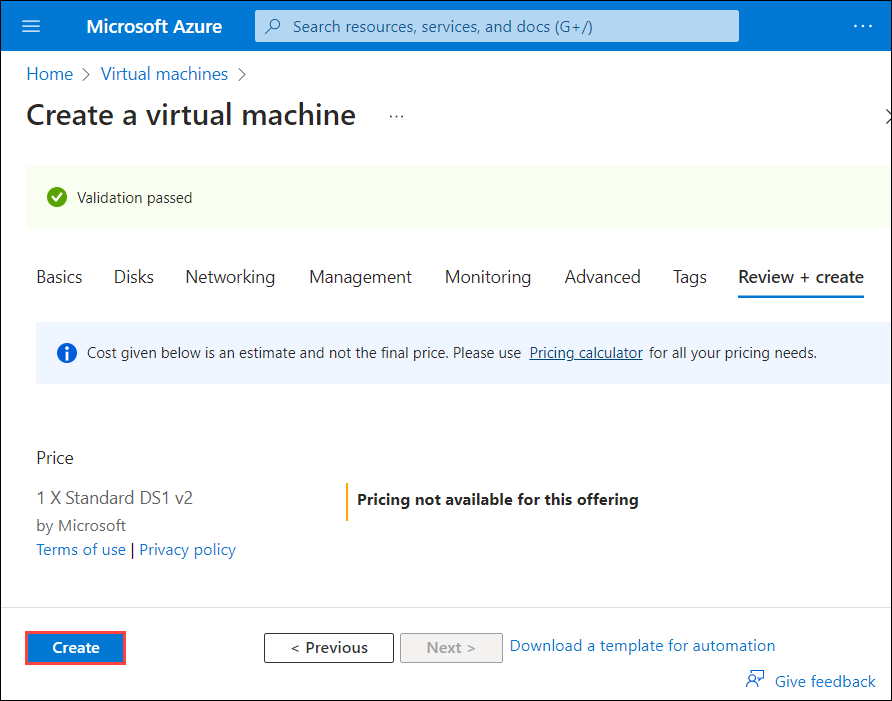 Microsoft Azure Search resources, services, and docs (G+/) ...
Home > Virtual machines >
Create a virtual machine ...
Validation passed
Basics Disks Networking Management Monitoring Advanced Tags Review + create
Cost given below is an estimate and not the final price. Please use Pricing calculator for all your pricing needs.
Price
1 X Standard DS1 v2
by Microsoft
Terms of use | Privacy policy
Pricing not available for this offering
Create < Previous Next > Download a template for automation
Give feedback